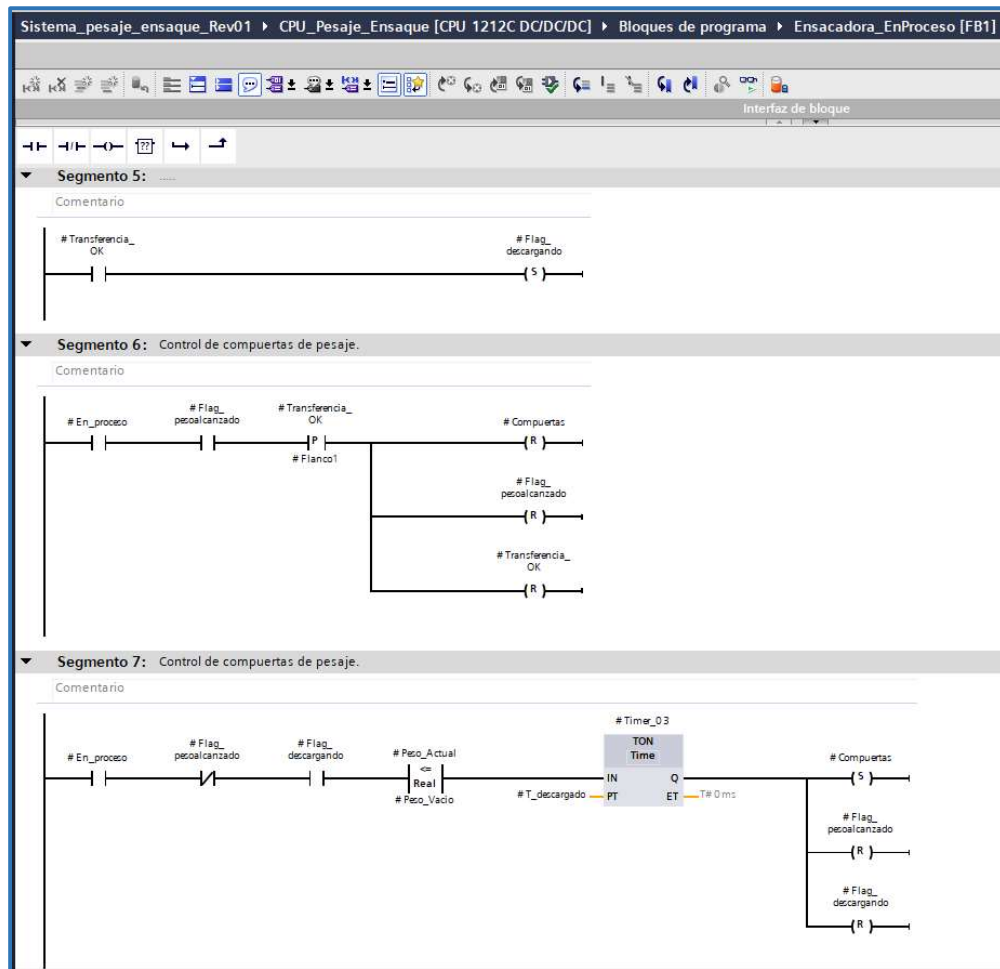 Sistema_pesaje_ensaque_Rev01 ▸ CPU_Pesaje_Ensaque [CPU 1212C DC/DC/DC] ▸ Bloques de programa ▸ Ensacadora_EnProceso [FB1]
Interfaz de bloque
??
Segmento 5: .....
Comentario
#Transferencia_
OK
#Flag_
descargando
S
Segmento 6: Control de compuertas de pesaje.
Comentario
#En_proceso
#Flag_
pesoalcanzado
#Transferencia_
OK
P
#Flanco1
#Compuertas
R
#Flag_
pesoalcanzado
R
#Transferencia_
OK
R
Segmento 7: Control de compuertas de pesaje.
Comentario
#En_proceso
#Flag_
pesoalcanzado
#Flag_
descargando
#Peso_Actual
<=
Real
#Peso_Vacio
#Timer_03
TON
Time
IN Q
#T_descargado PT ET T#0ms
#Compuertas
S
#Flag_
pesoalcanzado
R
#Flag_
descargando
R